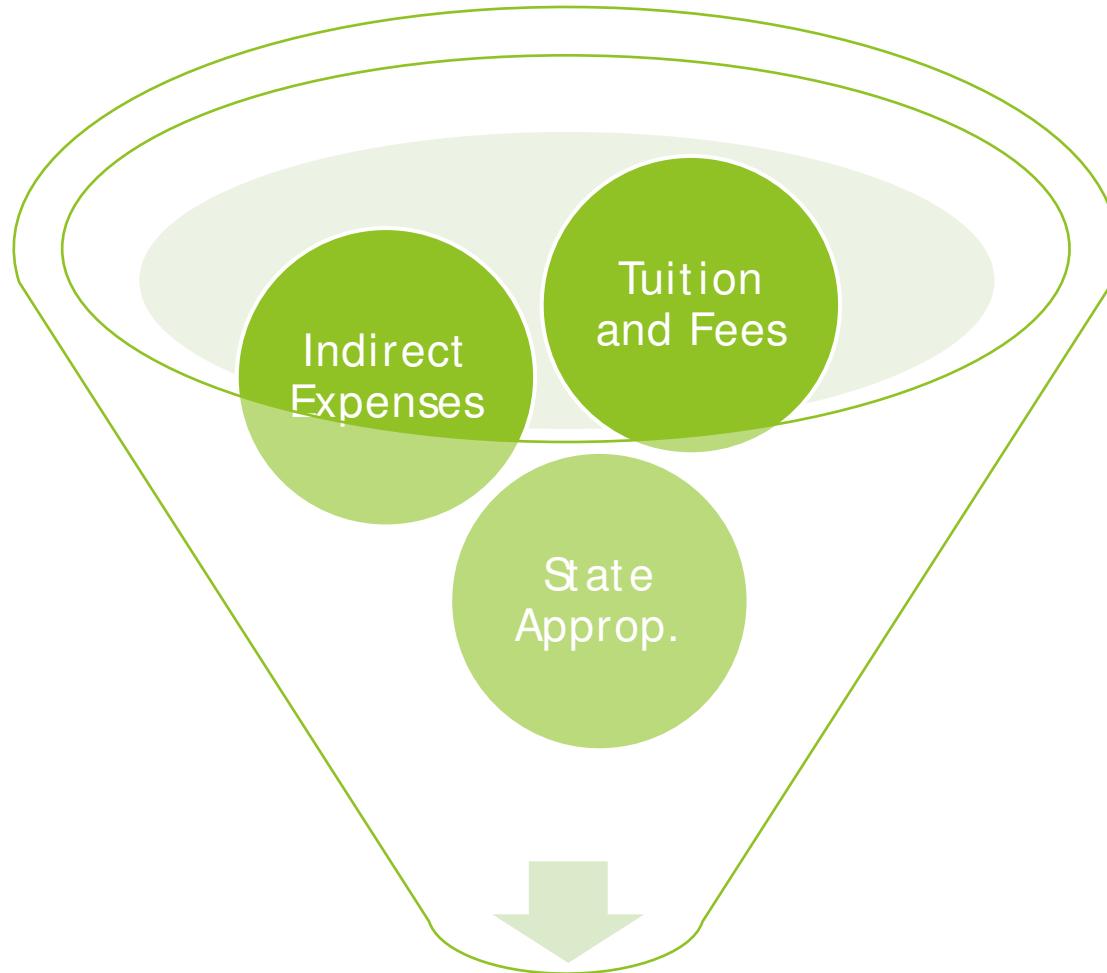 Tuition
and Fees
Indirect
Expenses
State
Approp.